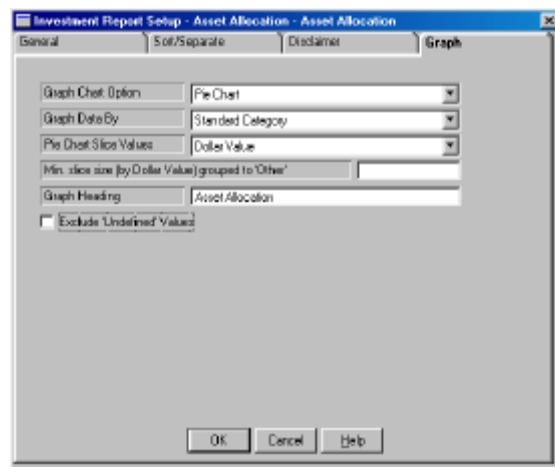 Investment Report Setup - Asset Allocation - Asset Allocation
General Sort/Separate Disclaimer Graph
Graph Chart Option Pie Chart
Graph Data By Standard Category
Pie Chart Slice Values Dollar Value
Min. slice size (by Dollar Value) grouped to 'Other'
Graph Heading Asset Allocation
Exclude 'Undefined' Values
OK Cancel Help